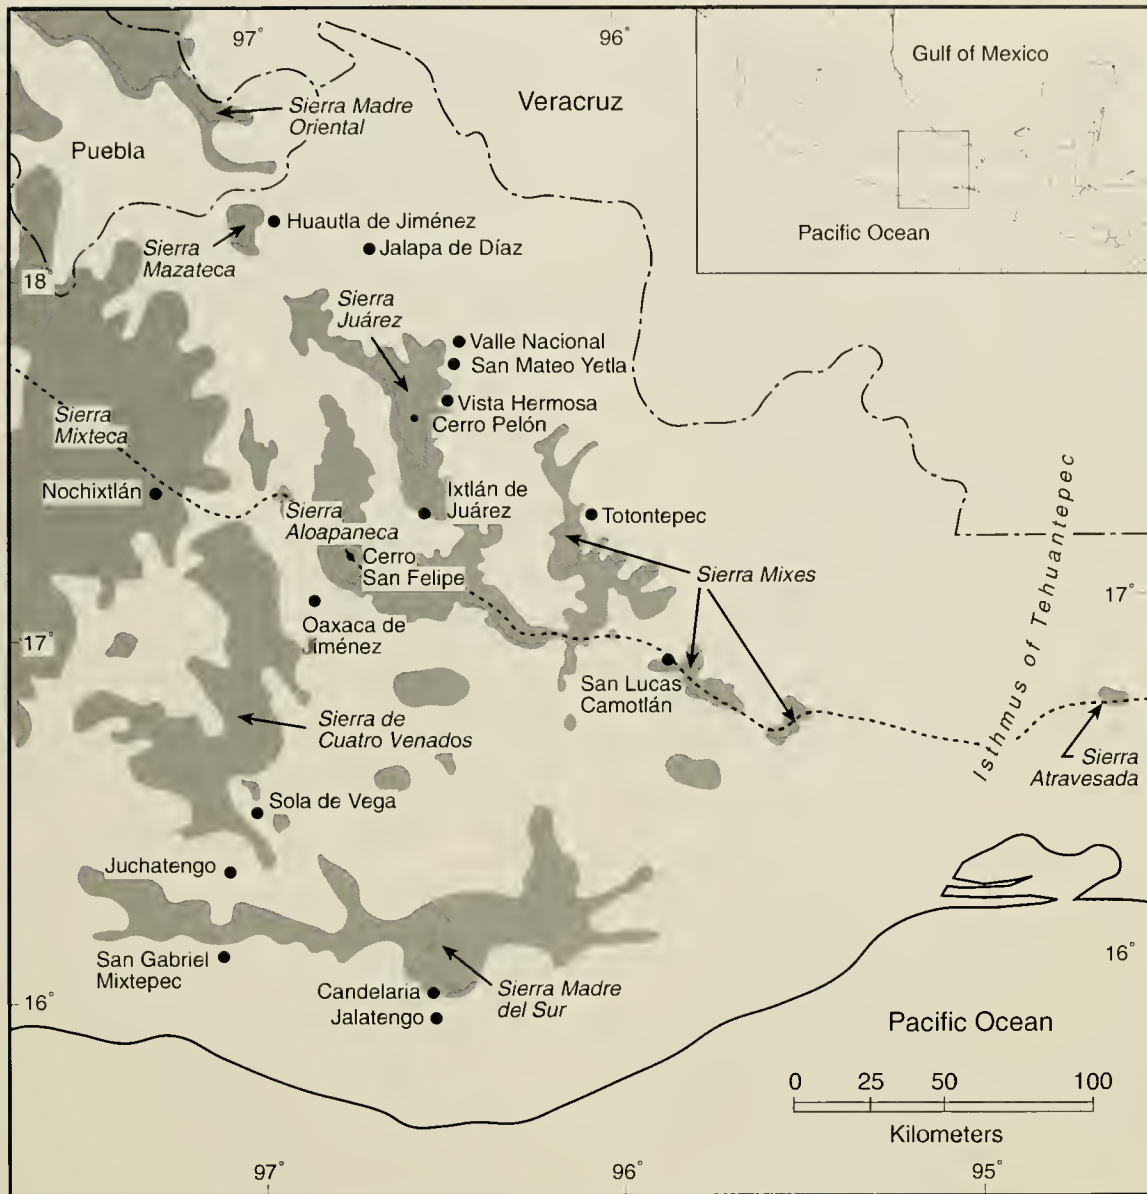 97°
96°
Gulf of Mexico
Pacific Ocean
Veracruz
Sierra Madre
Oriental
Puebla
Huautla de Jiménez
Sierra
Mazateca
Jalapa de Díaz
18°
Sierra
Juárez
Valle Nacional
San Mateo Yetla
Vista Hermosa
Cerro Pelón
Sierra
Mixteca
Nochixtlán
Ixtlán de
Juárez
Sierra
Aloapaneca
Totontepec
Cerro
San Felipe
Sierra Mixes
Isthmus of Tehuantepec
17°
Oaxaca de
Jiménez
17°
San Lucas
Camotlán
Sierra de
Cuatro Venados
Sierra
Atravesada
Sola de Vega
Juchatengo
San Gabriel
Mixtepec
16°
Candelaria
Sierra Madre
del Sur
16°
Jalatengo
Pacific Ocean
0 25 50 100
Kilometers
97°
96°
95°